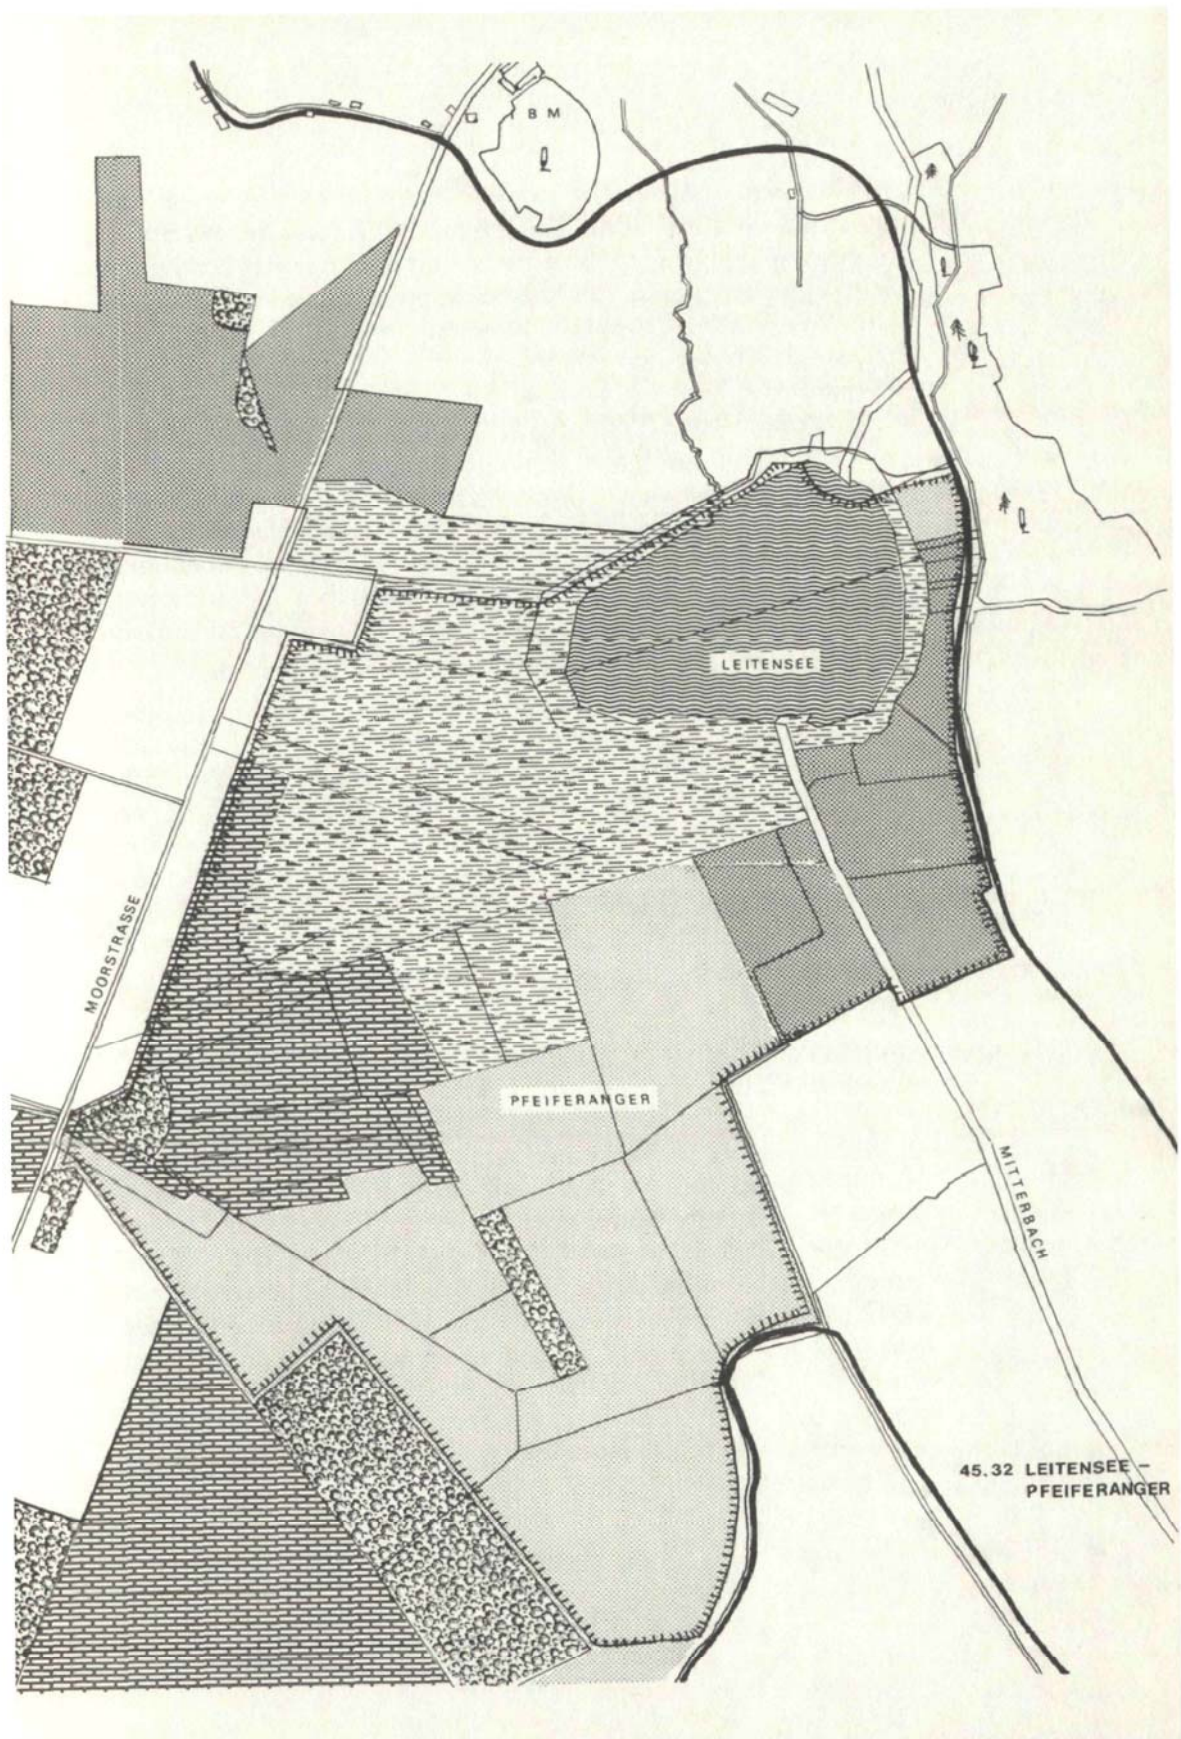 I B M
LEITENSEE
MOORSTRASSE
PFEIFERANGER
MITTERBACH
45.32 LEITENSEE –
PFEIFERANGER